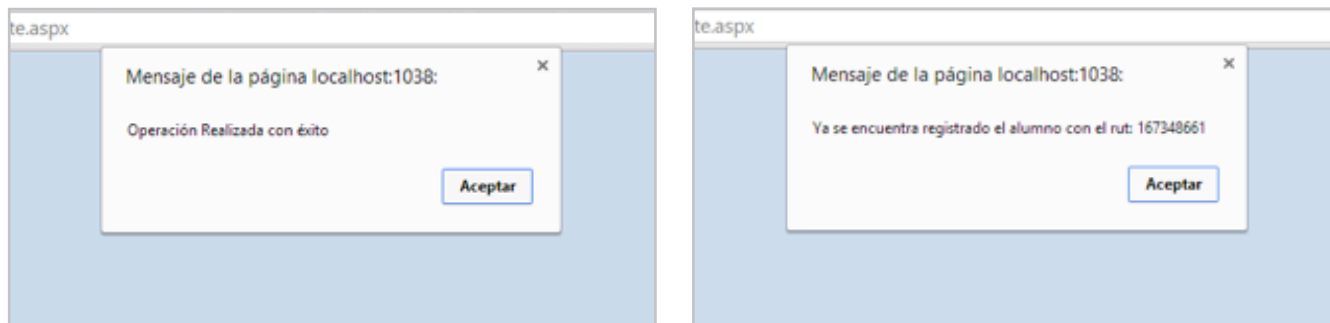 te.aspx
Mensaje de la página localhost:1038:
×
Operación Realizada con éxito
Aceptar
te.aspx
Mensaje de la página localhost:1038:
×
Ya se encuentra registrado el alumno con el rut: 167348661
Aceptar